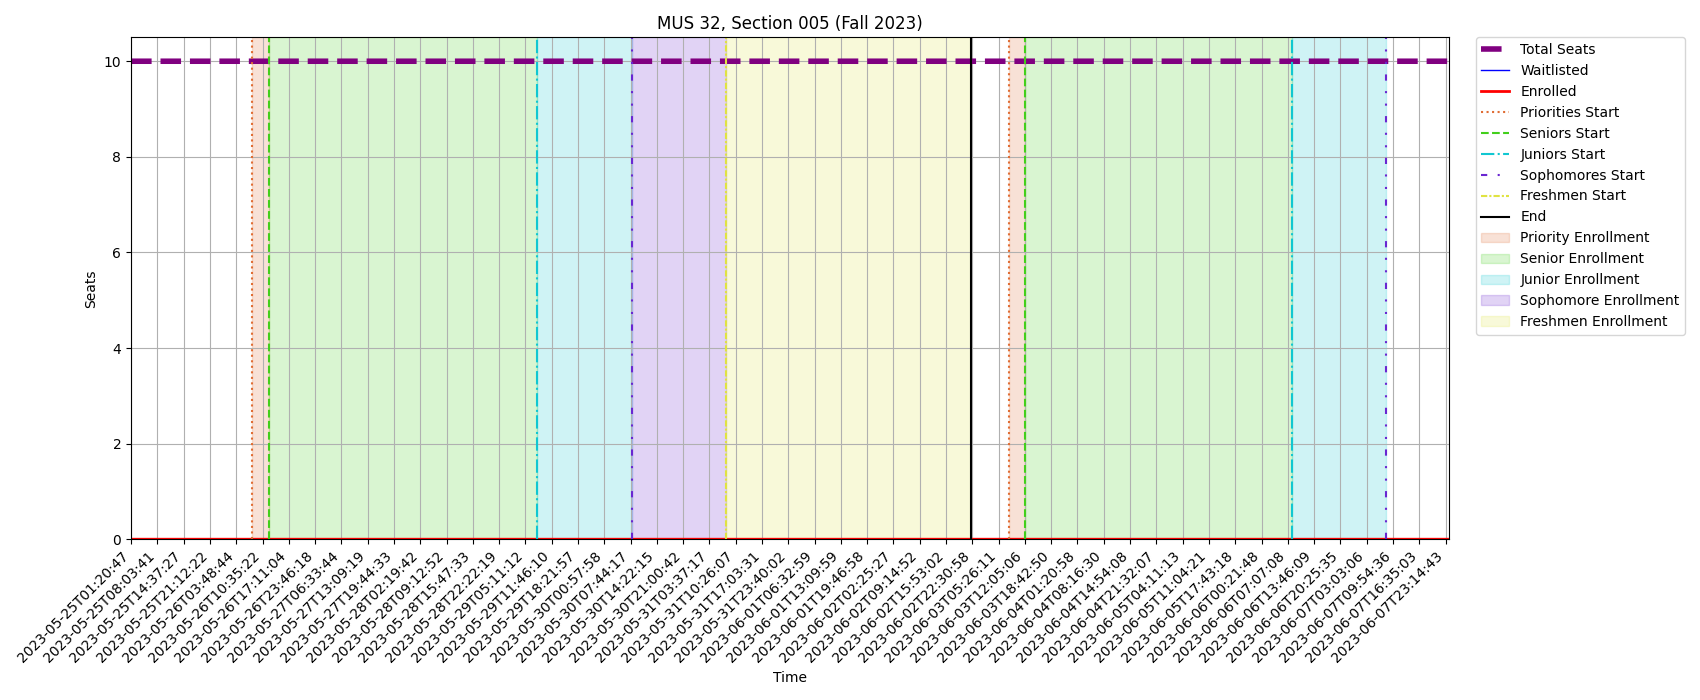 MUS 32, Section 005 (Fall 2023)
Seats
10
8
6
4
2
0
2023-05-25T01:20:47
2023-05-25T08:03:41
2023-05-25T14:37:27
2023-05-25T21:12:22
2023-05-26T03:48:44
2023-05-26T10:35:22
2023-05-26T17:11:04
2023-05-26T23:46:18
2023-05-27T06:33:44
2023-05-27T13:09:19
2023-05-27T19:44:33
2023-05-28T02:19:42
2023-05-28T09:12:52
2023-05-28T15:47:33
2023-05-28T22:22:19
2023-05-29T05:11:12
2023-05-29T11:46:10
2023-05-29T18:21:57
2023-05-30T00:57:58
2023-05-30T07:44:17
2023-05-30T14:22:15
2023-05-30T21:00:42
2023-05-31T03:37:17
2023-05-31T10:26:07
2023-05-31T17:03:31
2023-05-31T23:40:02
2023-06-01T06:32:59
2023-06-01T13:09:59
2023-06-01T19:46:58
2023-06-02T02:25:27
2023-06-02T09:14:52
2023-06-02T15:53:02
2023-06-02T22:30:58
2023-06-03T05:26:11
2023-06-03T12:05:06
2023-06-03T18:42:50
2023-06-04T01:20:58
2023-06-04T08:16:30
2023-06-04T14:54:08
2023-06-04T21:32:07
2023-06-05T04:11:13
2023-06-05T11:04:21
2023-06-05T17:43:18
2023-06-06T00:21:48
2023-06-06T07:07:08
2023-06-06T13:46:09
2023-06-06T20:25:35
2023-06-07T03:03:06
2023-06-07T09:54:36
2023-06-07T16:35:03
2023-06-07T23:14:43
Time
Total Seats
Waitlisted
Enrolled
Priorities Start
Seniors Start
Juniors Start
Sophomores Start
Freshmen Start
End
Priority Enrollment
Senior Enrollment
Junior Enrollment
Sophomore Enrollment
Freshmen Enrollment